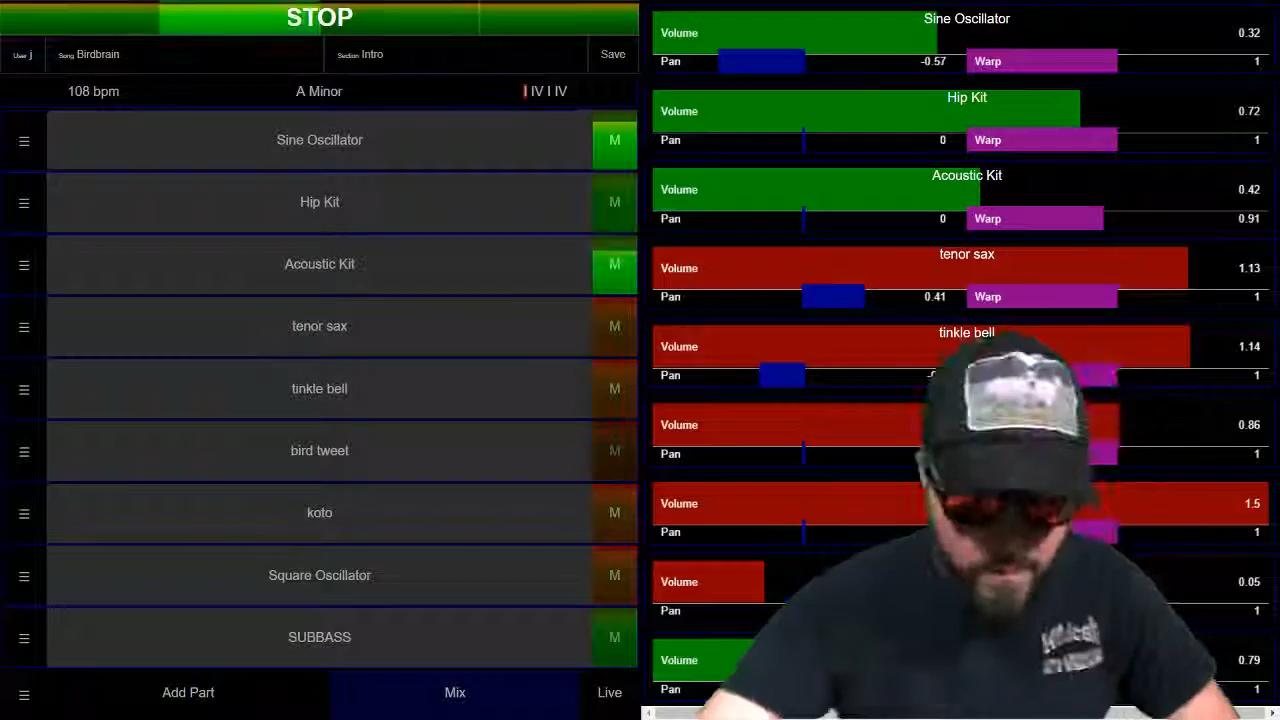 STOP
User j
Song Birdbrain
Section Intro
Save
108 bpm
A Minor
I IV I IV
☰ Sine Oscillator M
☰ Hip Kit M
☰ Acoustic Kit M
☰ tenor sax M
☰ tinkle bell M
☰ bird tweet M
☰ koto M
☰ Square Oscillator M
☰ SUBBASS M
☰ Add Part Mix Live
Sine Oscillator
Volume 0.32
Pan -0.57 Warp 1
Hip Kit
Volume 0.72
Pan 0 Warp 1
Acoustic Kit
Volume 0.42
Pan 0 Warp 0.91
tenor sax
Volume 1.13
Pan 0.41 Warp 1
tinkle bell
Volume 1.14
Pan 1
Volume 0.86
Pan 1
Volume 1.5
Pan 1
Volume 0.05
Pan 1
Volume 0.79
Pan 1